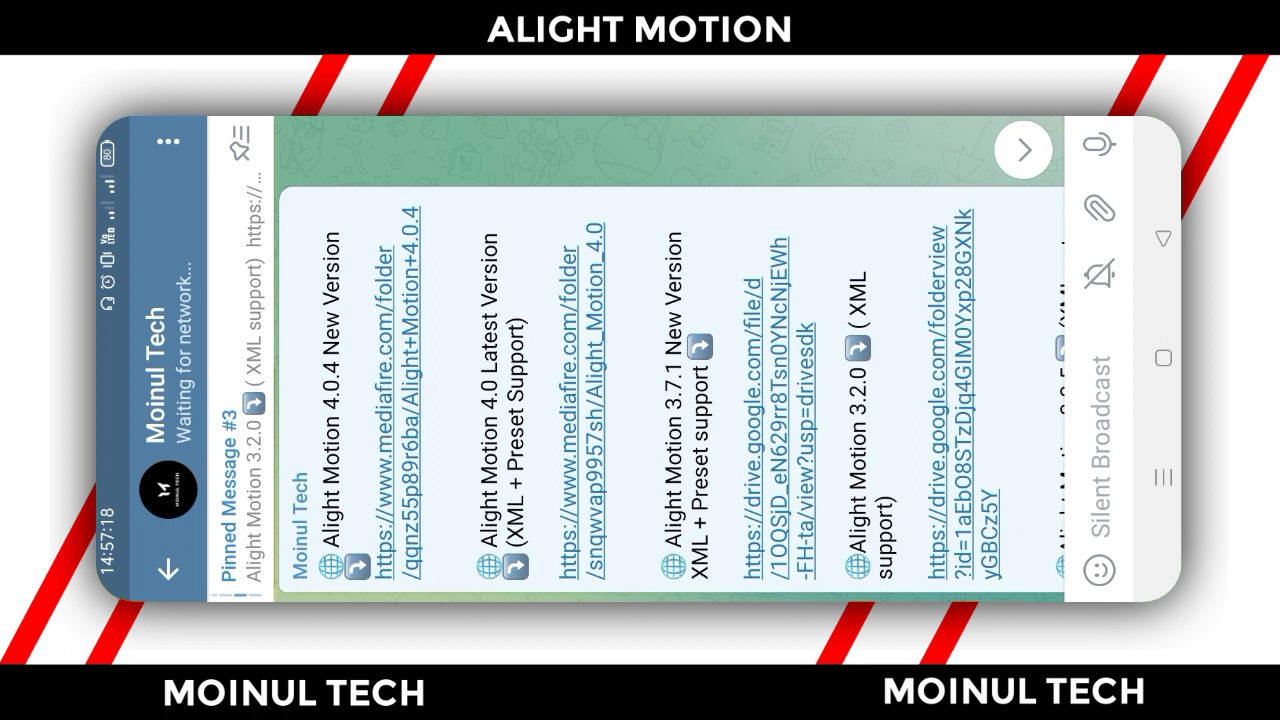 ALIGHT MOTION
14:57:18
80
Moinul Tech
Waiting for network...
MOINUL TECH
Pinned Message #3
Alight Motion 3.2.0 ⤵️ ( XML support) https://...
Moinul Tech
🌐 Alight Motion 4.0.4 New Version
⤵️
https://www.mediafire.com/folder
/qqnz55p89r6ba/Alight+Motion+4.0.4
🌐 Alight Motion 4.0 Latest Version
⤵️ (XML + Preset Support)
https://www.mediafire.com/folder
/snqwvap9957sh/Alight_Motion_4.0
🌐 Alight Motion 3.7.1 New Version
XML + Preset support ⤵️
https://drive.google.com/file/d
/1OQSjD_eN629rr8Tsn0YNcNjEWh
-FH-ta/view?usp=drivesdk
🌐Alight Motion 3.2.0 ⤵️ ( XML
support)
https://drive.google.com/folderview
?id=1aEb08STzDjq4GlM0Yxp28GXNk
yGBCz5Y
Silent Broadcast
MOINUL TECH
MOINUL TECH